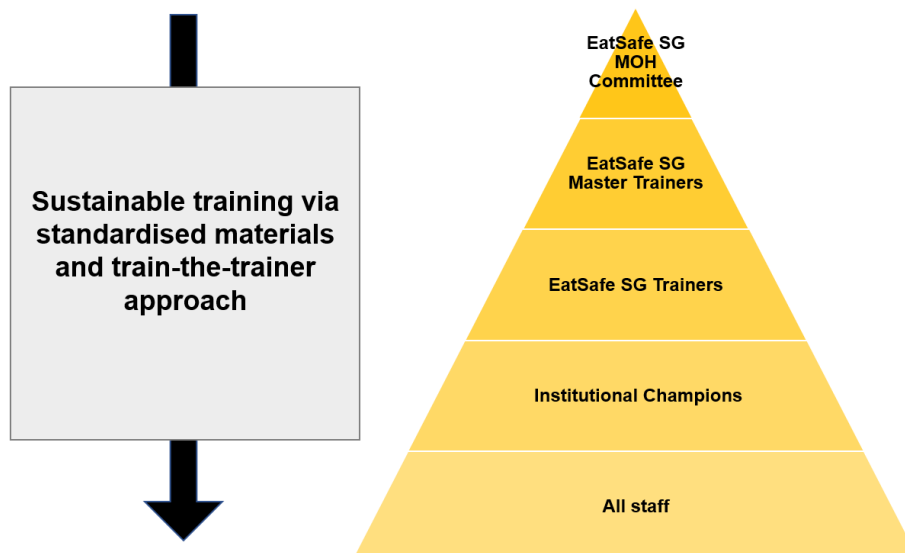 Sustainable training via
standardised materials
and train-the-trainer
approach
EatSafe SG
MOH
Committee
EatSafe SG
Master Trainers
EatSafe SG Trainers
Institutional Champions
All staff